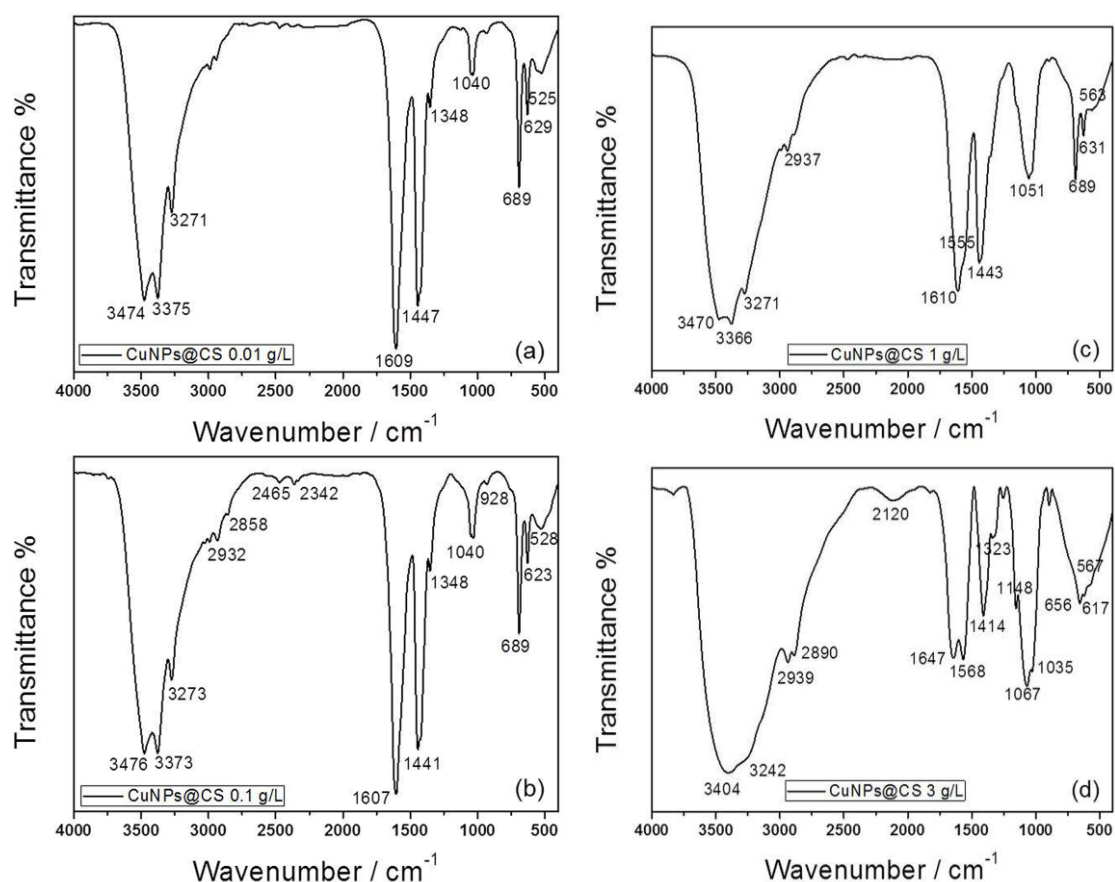 Transmittance %
3474
3375
3271
1609
1447
1348
1040
689
629
525
CuNPs@CS 0.01 g/L
(a)
4000 3500 3000 2500 2000 1500 1000 500
Wavenumber / cm⁻¹
Transmittance %
3470
3366
3271
2937
1610
1555
1443
1051
689
631
563
CuNPs@CS 1 g/L
(c)
4000 3500 3000 2500 2000 1500 1000 500
Wavenumber / cm⁻¹
Transmittance %
3476
3373
3273
2932
2858
2465
2342
1607
1441
1348
1040
928
689
623
528
CuNPs@CS 0.1 g/L
(b)
4000 3500 3000 2500 2000 1500 1000 500
Wavenumber / cm⁻¹
Transmittance %
3404
3242
2939
2890
2120
1647
1568
1414
1323
1148
1067
1035
656
617
567
CuNPs@CS 3 g/L
(d)
4000 3500 3000 2500 2000 1500 1000 500
Wavenumber / cm⁻¹